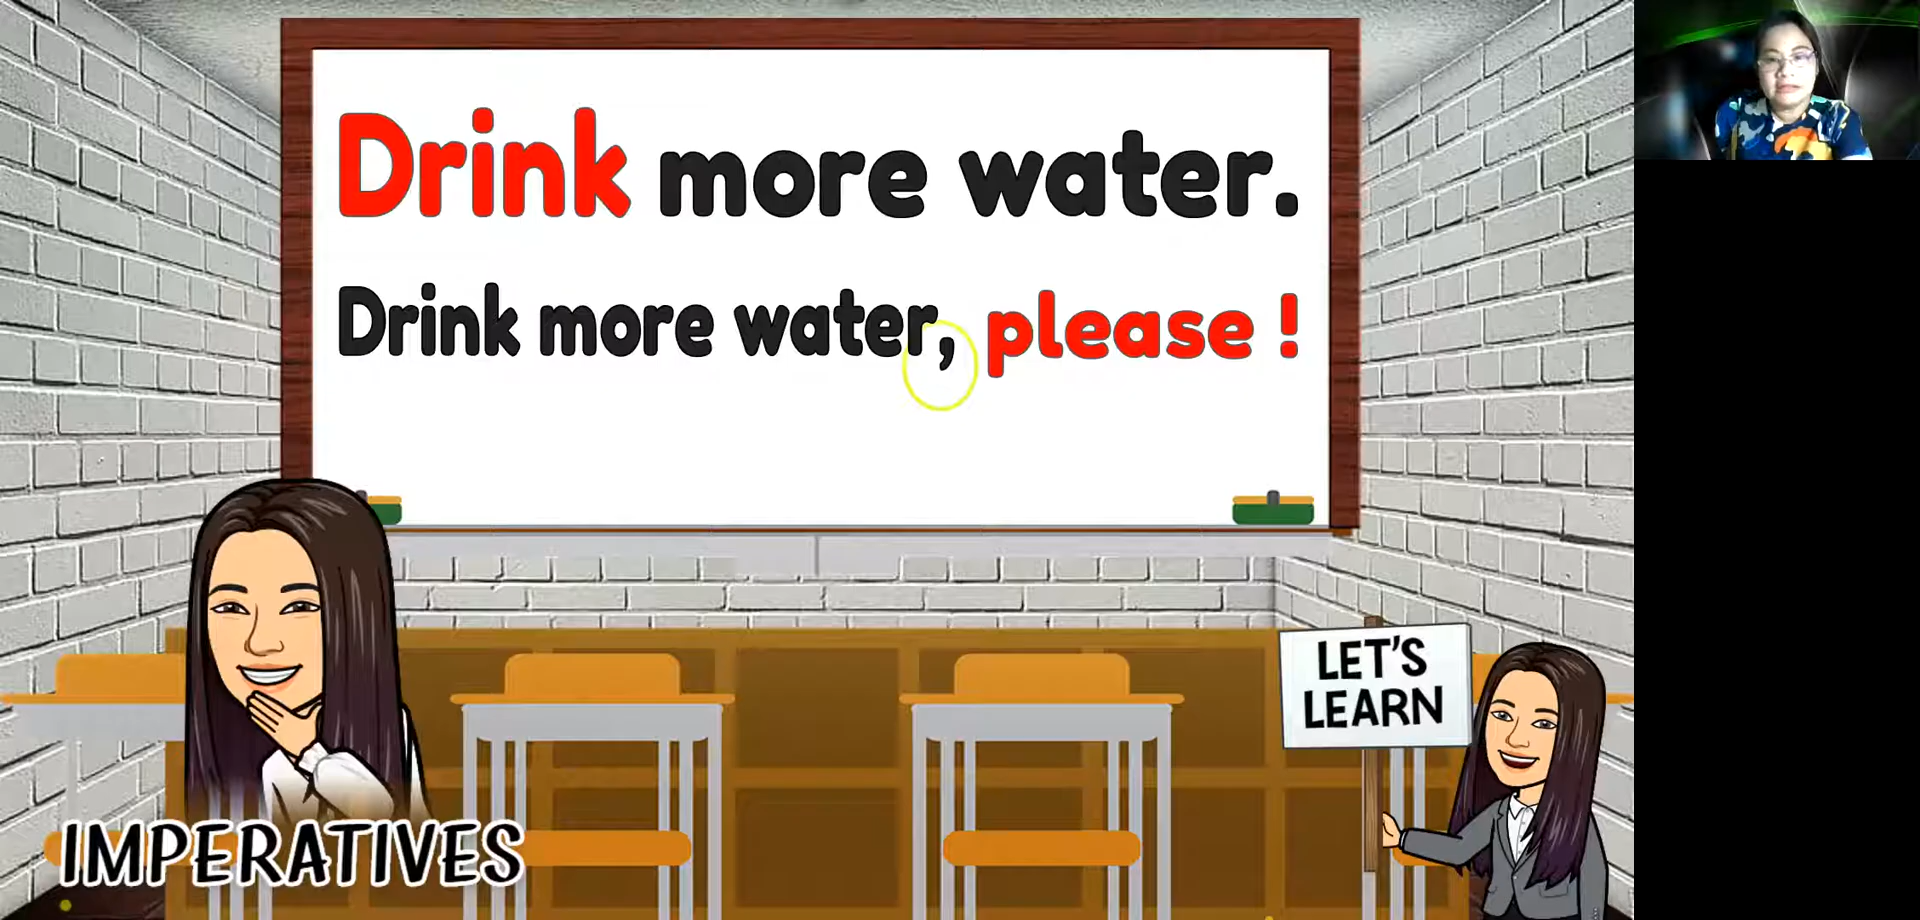 Drink more water.
Drink more water, please !
LET'S
LEARN
IMPERATIVES